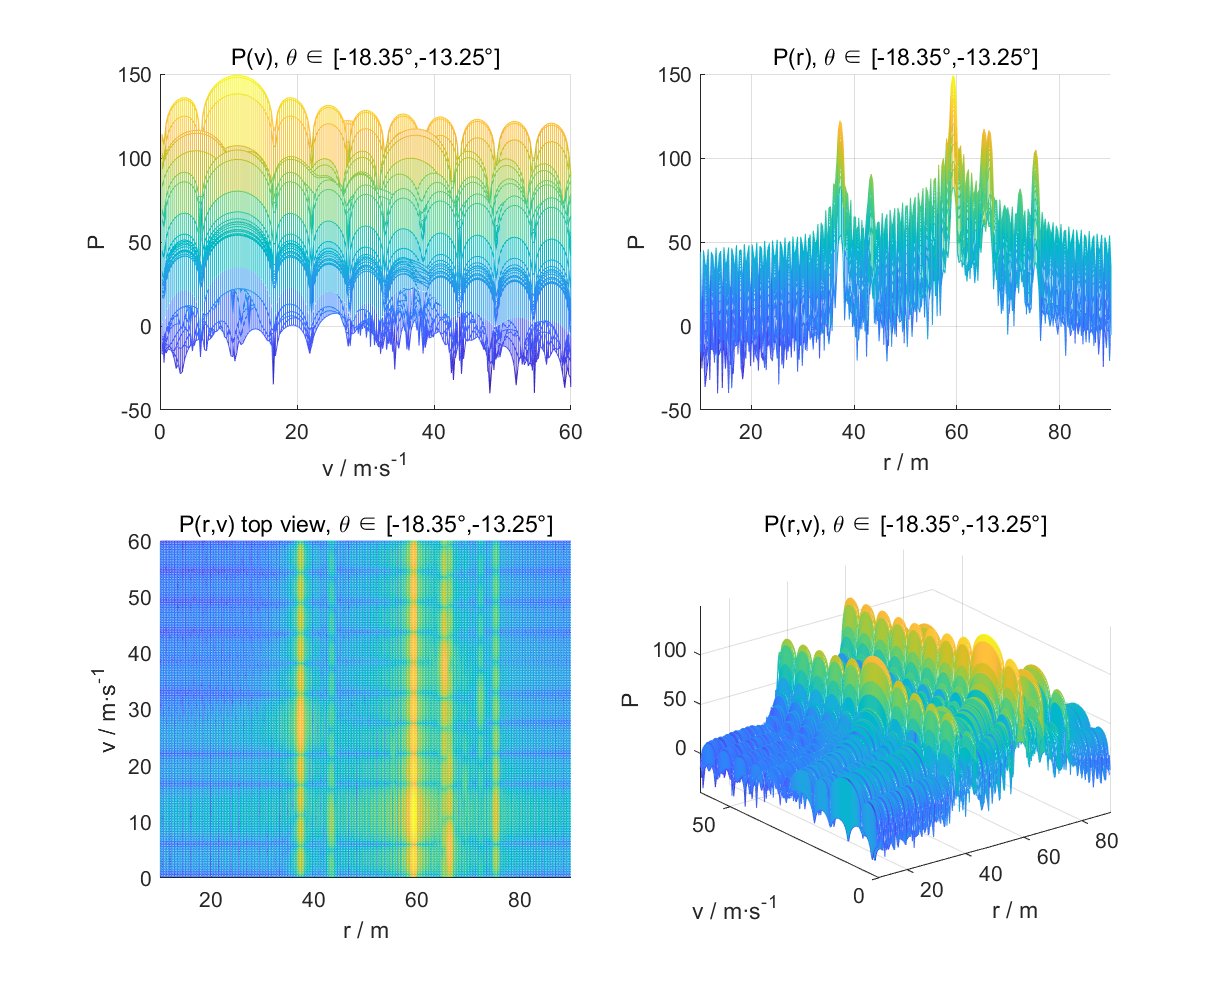 P(v), θ ∈ [-18.35°,-13.25°]
150
100
50
0
-50
P
0 20 40 60
v / m·s-1
P(r), θ ∈ [-18.35°,-13.25°]
150
100
50
0
-50
P
20 40 60 80
r / m
P(r,v) top view, θ ∈ [-18.35°,-13.25°]
60
50
40
30
20
10
0
v / m·s-1
20 40 60 80
r / m
P(r,v), θ ∈ [-18.35°,-13.25°]
100
50
0
P
50
0
v / m·s-1
20 40 60 80
r / m